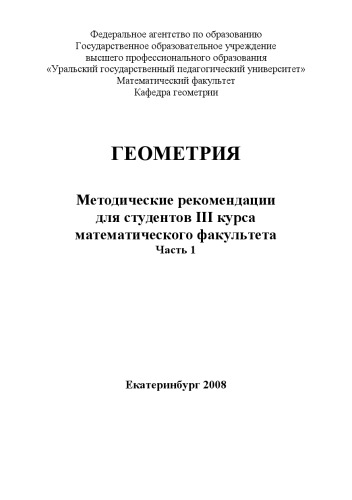 Федеральное агентство по образованию
Государственное образовательное учреждение
высшего профессионального образования
«Уральский государственный педагогический университет»
Математический факультет
Кафедра геометрии
ГЕОМЕТРИЯ
Методические рекомендации
для студентов III курса
математического факультета
Часть 1
Екатеринбург 2008